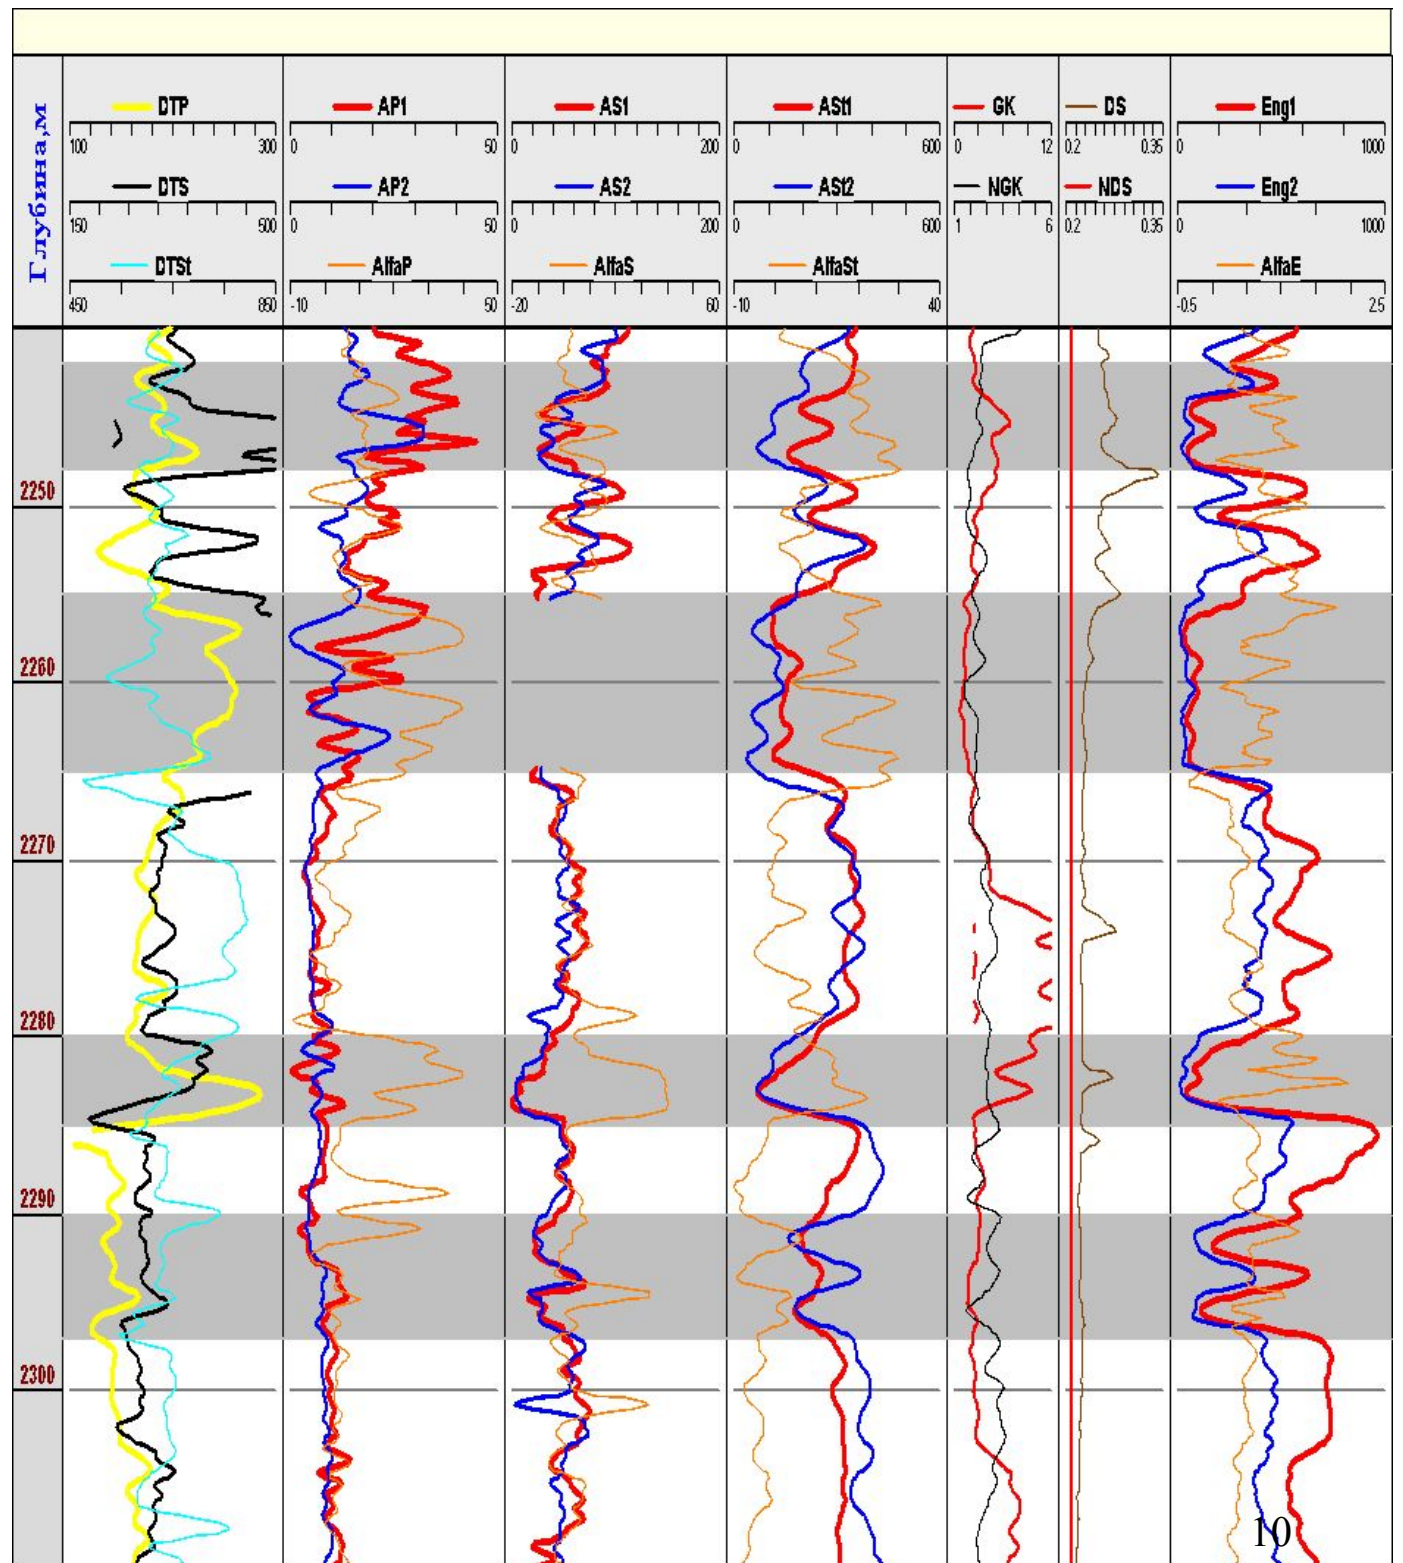 Глубина,м
DTP
100 300
DTS
150 500
DTSt
450 850
AP1
0 50
AP2
0 50
AlfaP
-10 50
AS1
0 200
AS2
0 200
AlfaS
-20 60
ASt1
0 600
ASt2
0 600
AlfaSt
-10 40
GK
0 12
NGK
1 6
DS
0.2 0.35
NDS
0.2 0.35
Eng1
0 1000
Eng2
0 1000
AlfaE
-0.5 2.5
2250
2260
2270
2280
2290
2300
10